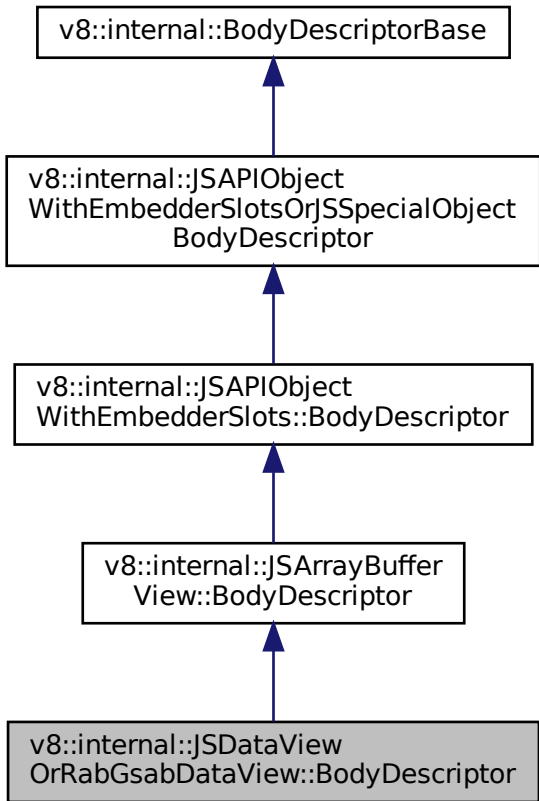 v8::internal::BodyDescriptorBase
v8::internal::JSAPIObject
WithEmbedderSlotsOrJSSpecialObject
BodyDescriptor
v8::internal::JSAPIObject
WithEmbedderSlots::BodyDescriptor
v8::internal::JSArrayBuffer
View::BodyDescriptor
v8::internal::JSDataView
OrRabGsabDataView::BodyDescriptor